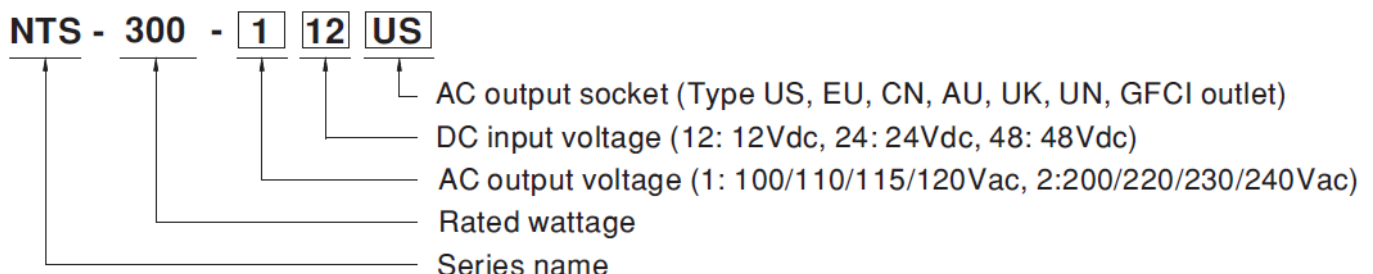 NTS - 300 - 1 12 US
AC output socket (Type US, EU, CN, AU, UK, UN, GFCI outlet)
DC input voltage (12: 12Vdc, 24: 24Vdc, 48: 48Vdc)
AC output voltage (1: 100/110/115/120Vac, 2:200/220/230/240Vac)
Rated wattage
Series name